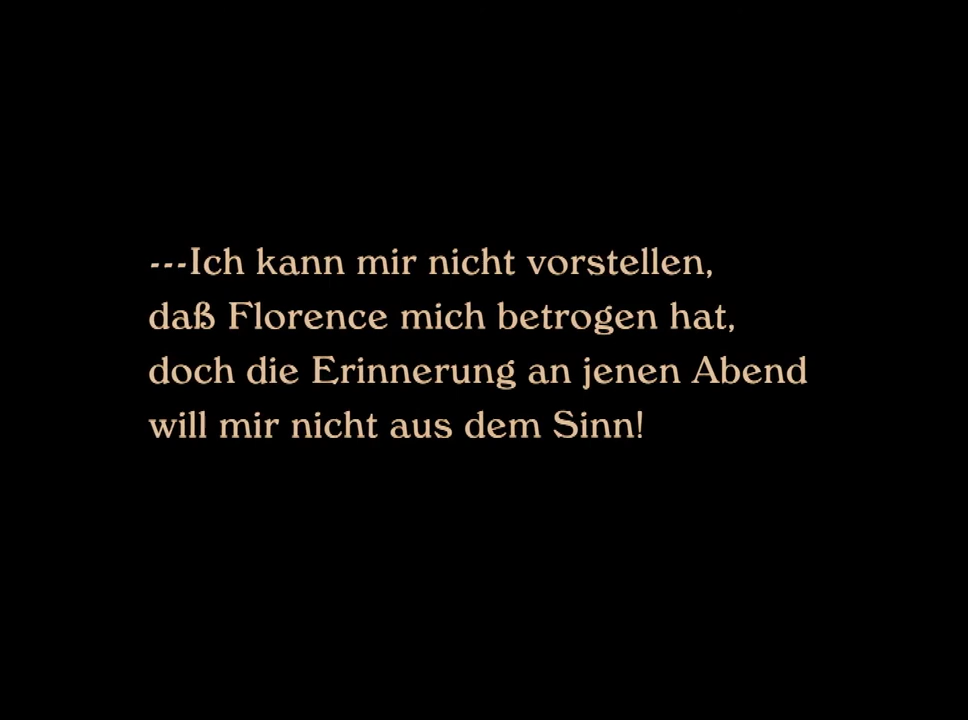 ---Ich kann mir nicht vorstellen,
daß Florence mich betrogen hat,
doch die Erinnerung an jenen Abend
will mir nicht aus dem Sinn!